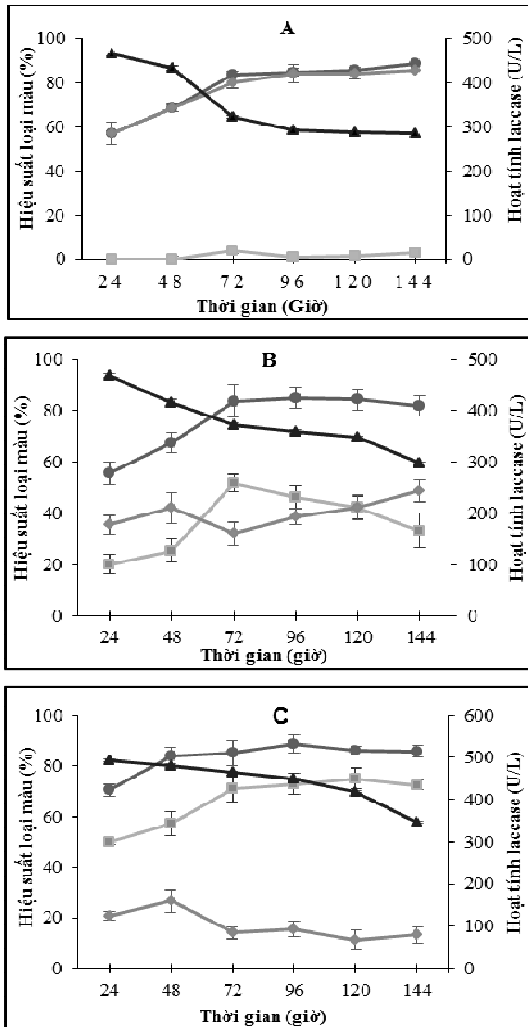 A
Hiệu suất loại màu (%)
100
80
60
40
20
0
500
400
300
200
100
0
Hoạt tính laccase (U/L)
24 48 72 96 120 144
Thời gian (Giờ)
B
Hiệu suất loại màu (%)
100
80
60
40
20
0
500
400
300
200
100
0
Hoạt tính laccase (U/L)
24 48 72 96 120 144
Thời gian (giờ)
C
Hiệu suất loại màu (%)
100
80
60
40
20
0
600
500
400
300
200
100
0
Hoạt tính laccase (U/L)
24 48 72 96 120 144
Thời gian (giờ)